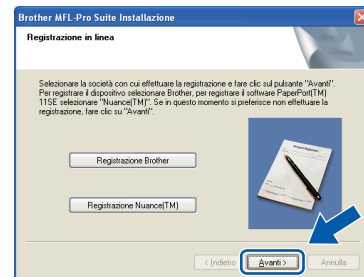 Brother MFL-Pro Suite Installazione
Registrazione in linea
Selezionare la società con cui effettuare la registrazione e fare clic sul pulsante "Avanti".
Per registrare il dispositivo selezionare Brother, per registrare il software PaperPort(TM)
11SE selezionare "Nuance(TM)". Se in questo momento si preferisce non effettuare la
registrazione, fare clic su "Avanti".
Registrazione Brother
Registrazione Nuance(TM)
< Indietro Avanti > Annulla